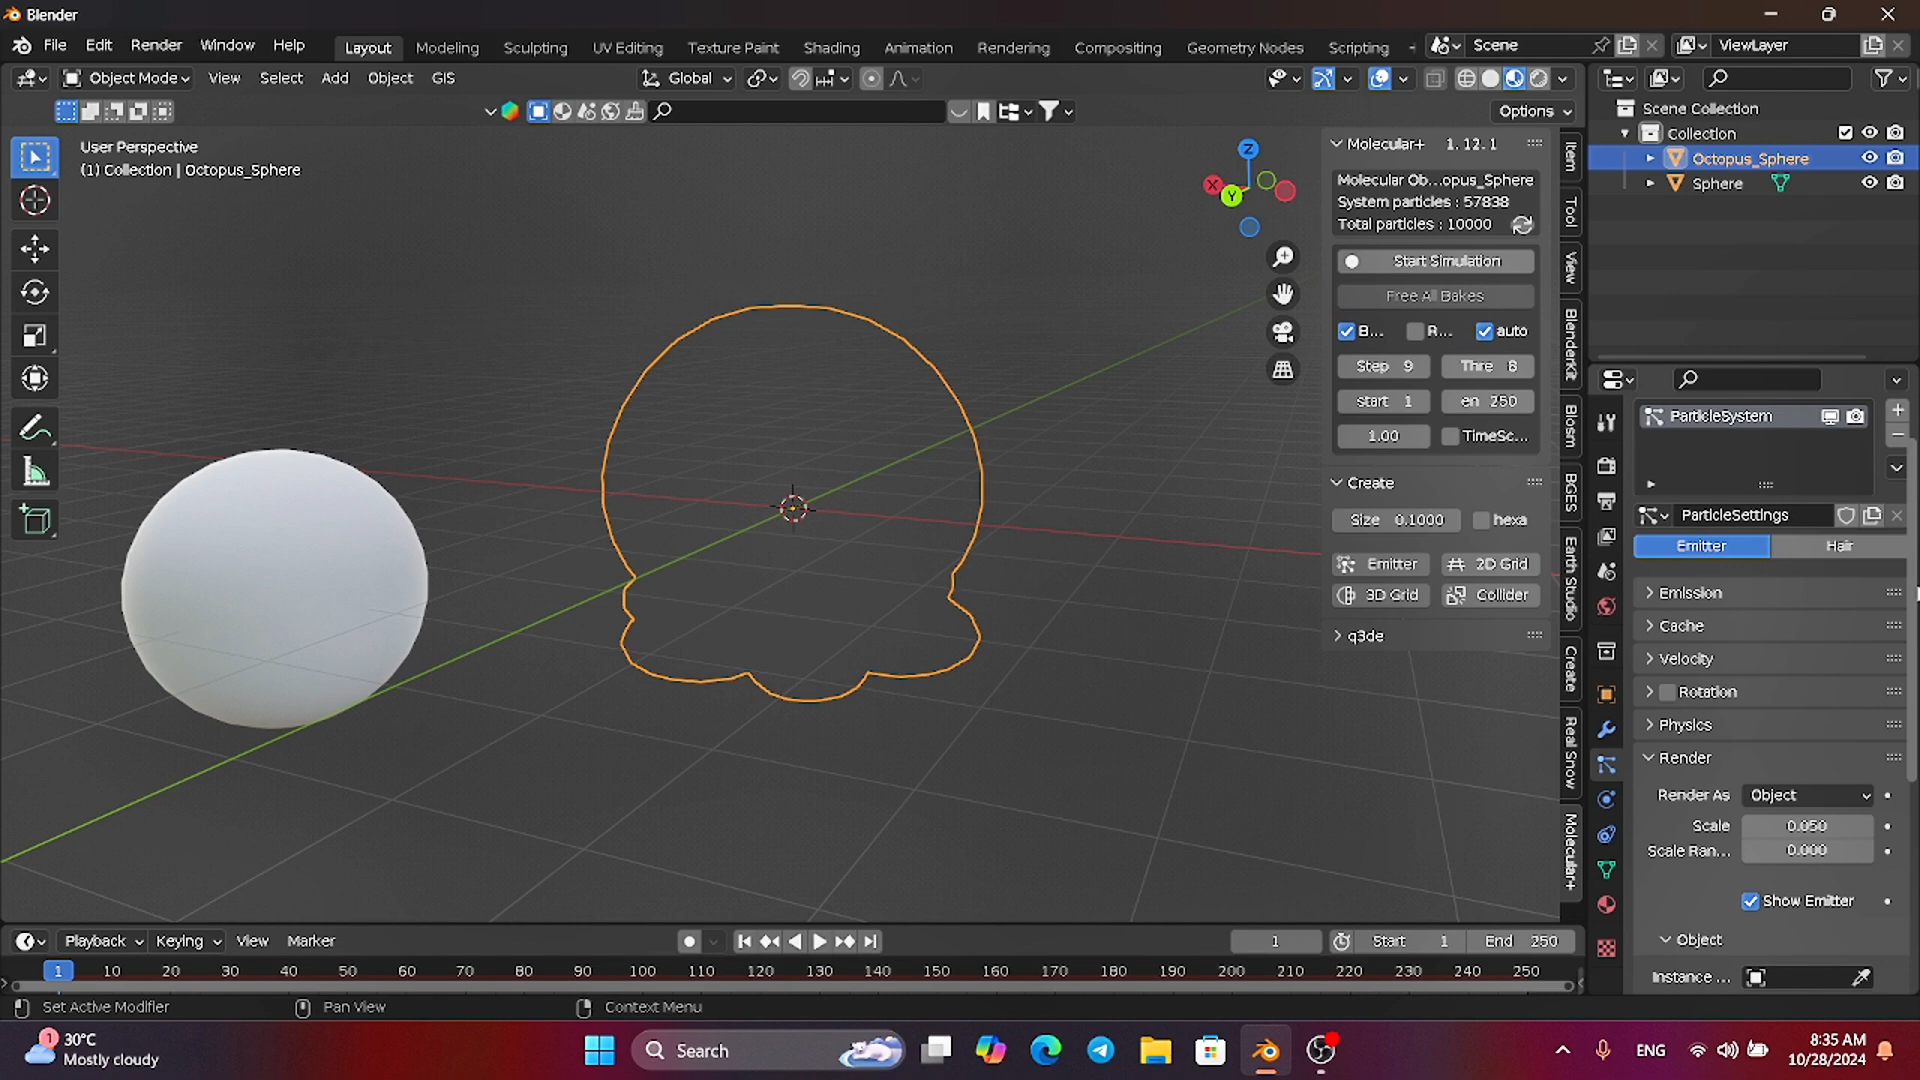 Blender
File Edit Render Window Help Layout Modeling Sculpting UV Editing Texture Paint Shading Animation Rendering Compositing Geometry Nodes Scripting Scene ViewLayer
Object Mode View Select Add Object GIS Global
Options
User Perspective
(1) Collection | Octopus_Sphere
Z
X
Y
Molecular+ 1.12.1
Molecular Ob...opus_Sphere
System particles : 57838
Total particles : 10000
Start Simulation
Free All Bakes
B... R... auto
Step 9 Thre 8
start 1 en 250
1.00 TimeSc...
Create
Size 0.1000 hexa
Emitter 2D Grid
3D Grid Collider
q3de
Item
Tool
View
BlenderKit
Blosm
BGES
Earth Studio
Create
Real Snow
Molecular+
Scene Collection
Collection
Octopus_Sphere
Sphere
ParticleSystem
ParticleSettings
Emitter Hair
Emission
Cache
Velocity
Rotation
Physics
Render
Render As Object
Scale 0.050
Scale Ran... 0.000
Show Emitter
Object
Instance ...
Playback Keying View Marker 1 Start 1 End 250
1 10 20 30 40 50 60 70 80 90 100 110 120 130 140 150 160 170 180 190 200 210 220 230 240 250
Set Active Modifier Pan View Context Menu
1
30°C
Mostly cloudy
Search
ENG
8:35 AM
10/28/2024